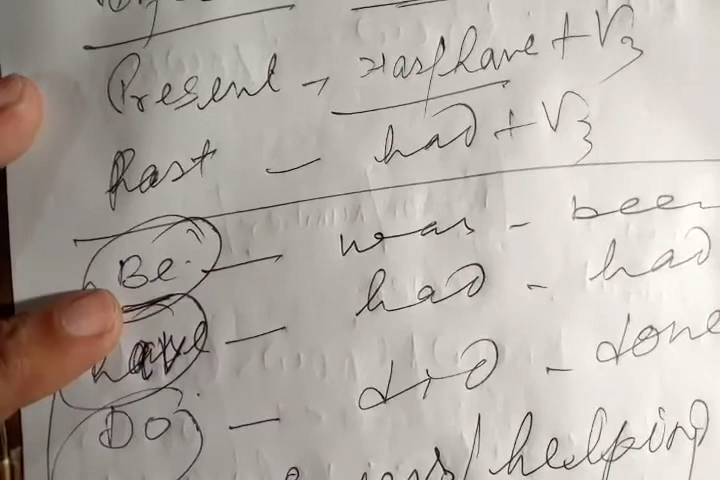 Present → Has/have + V3
Past - had + V3
Be - was - been
have - had - had
Do - did - done
/ helping